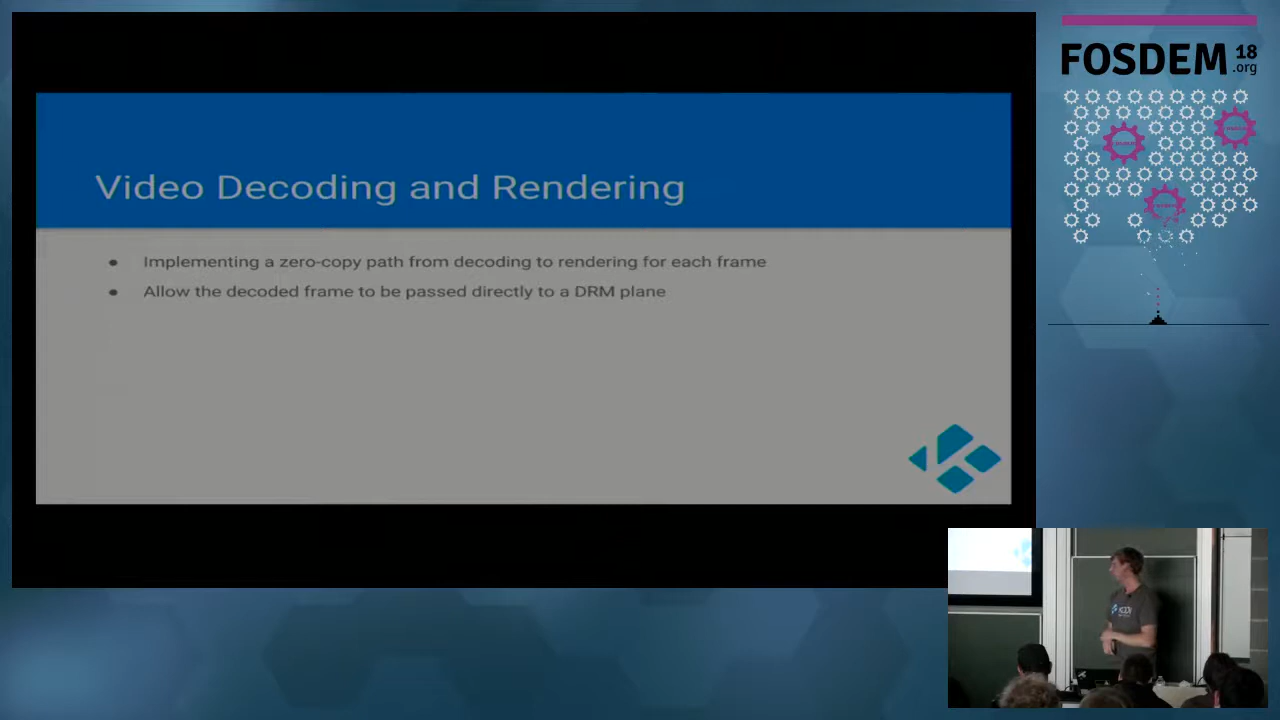 Video Decoding and Rendering
● Implementing a zero-copy path from decoding to rendering for each frame
● Allow the decoded frame to be passed directly to a DRM plane
FOSDEM 18
.org